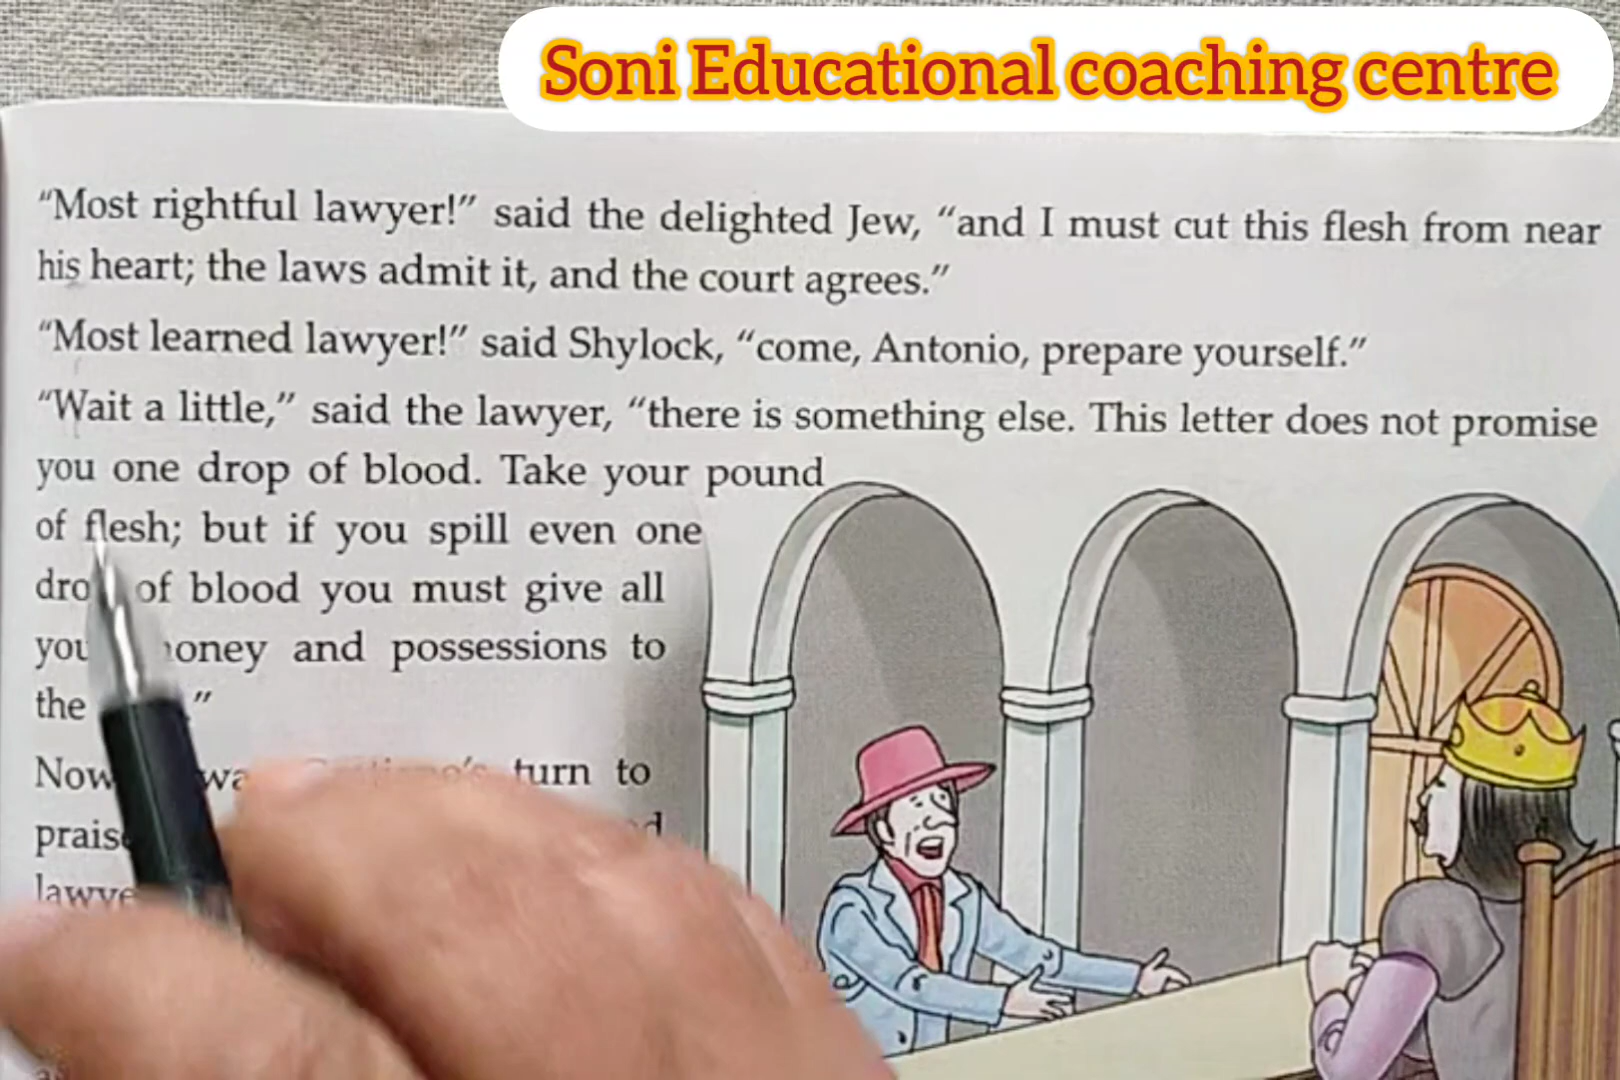 Soni Educational coaching centre
“Most rightful lawyer!” said the delighted Jew, “and I must cut this flesh from near
his heart; the laws admit it, and the court agrees.”
“Most learned lawyer!” said Shylock, “come, Antonio, prepare yourself.”
“Wait a little,” said the lawyer, “there is something else. This letter does not promise
you one drop of blood. Take your pound
of flesh; but if you spill even one
of blood you must give all
and possessions to
the
turn to